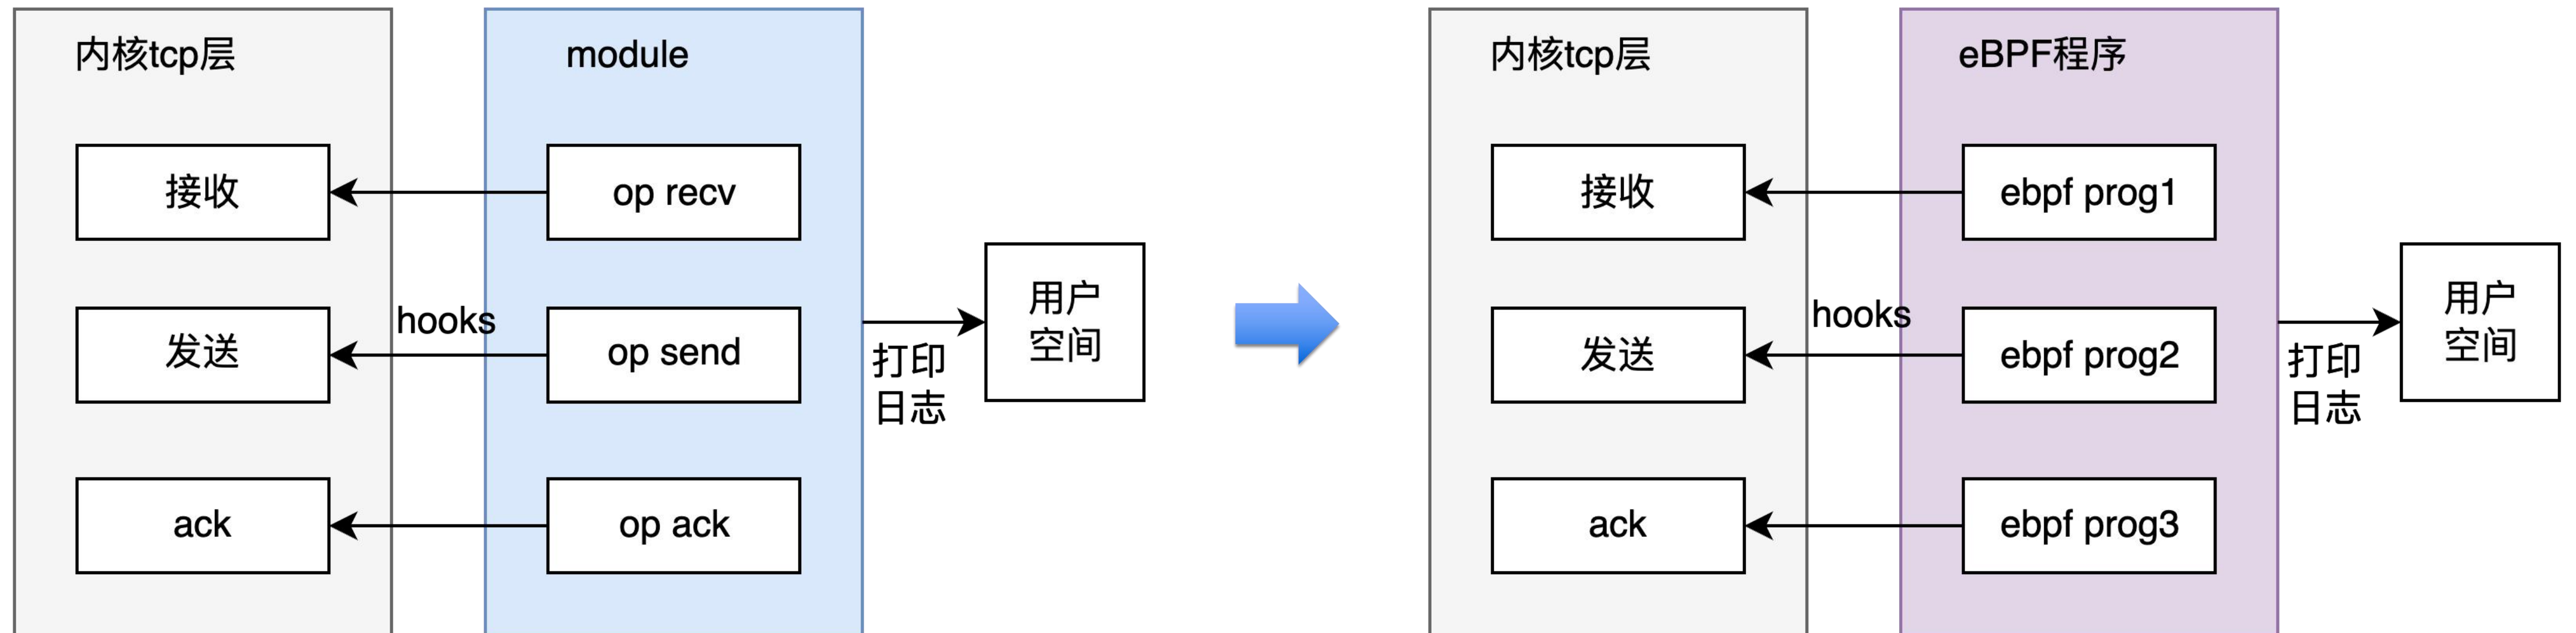 内核tcp层
module
接收
op recv
hooks
发送
op send
ack
op ack
打印
日志
用户
空间
内核tcp层
eBPF程序
接收
ebpf prog1
hooks
发送
ebpf prog2
ack
ebpf prog3
打印
日志
用户
空间